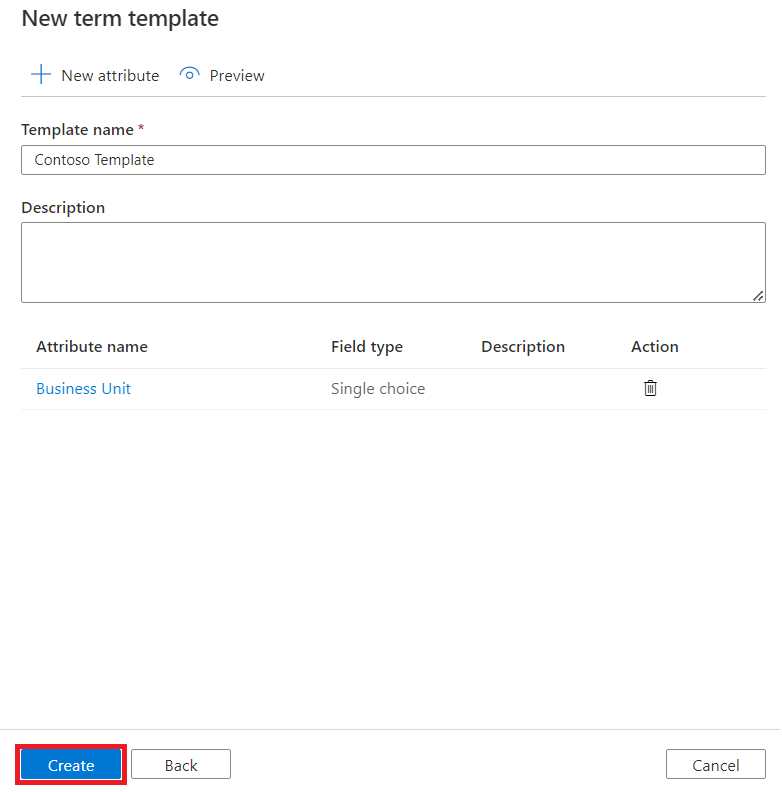 New term template
New attribute Preview
Template name *
Contoso Template
Description
Attribute name Field type Description Action
Business Unit Single choice
Create Back Cancel